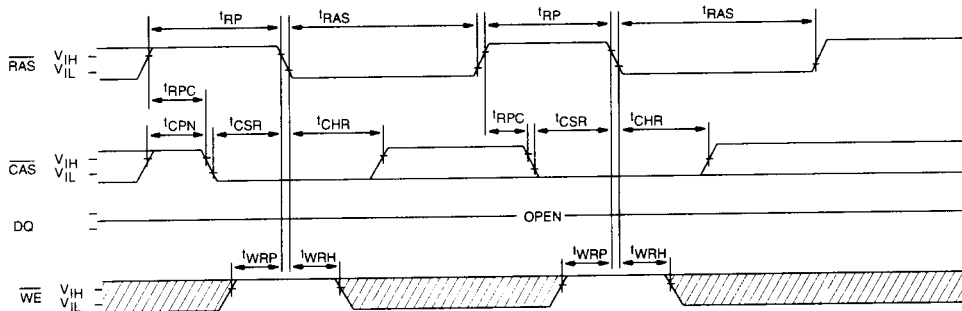 tRP tRAS tRP tRAS
RAS VIH
VIL
tRPC
tCPN tCSR tCHR tRPC tCSR tCHR
CAS VIH
VIL
DQ OPEN
tWRP tWRH tWRP tWRH
WE VIH
VIL